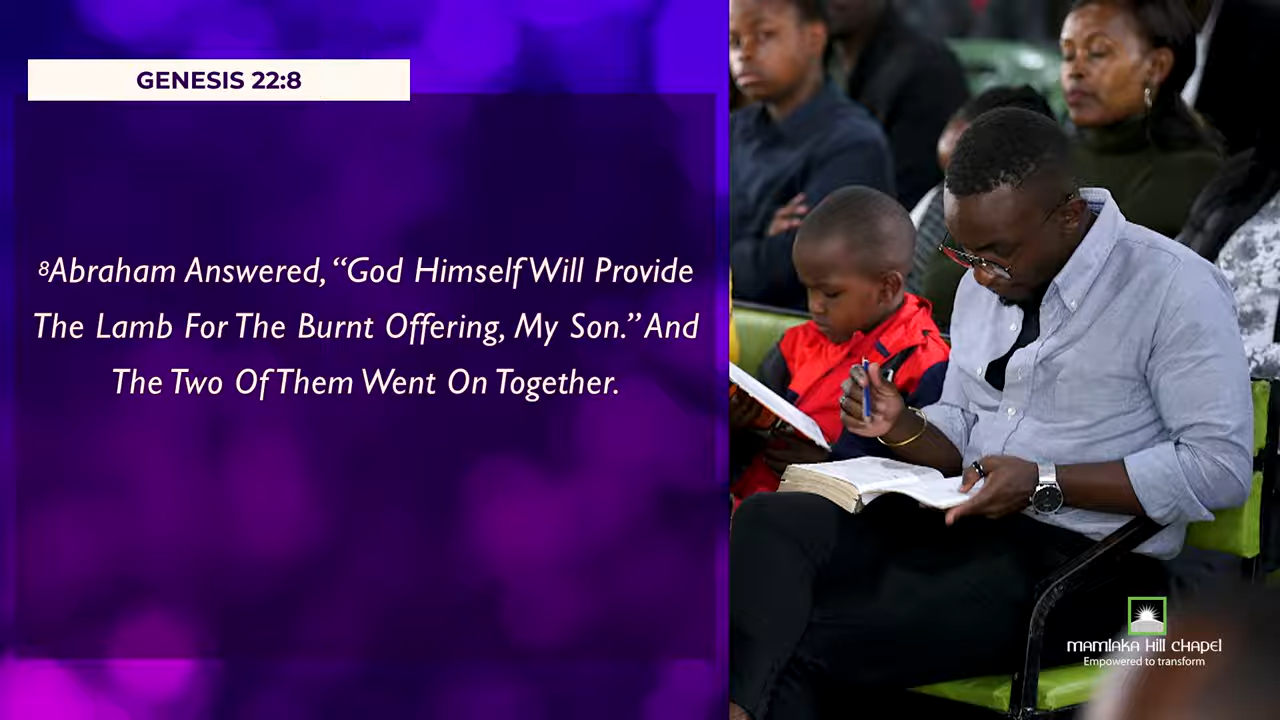 GENESIS 22:8
⁸Abraham Answered, “God Himself Will Provide
The Lamb For The Burnt Offering, My Son.” And
The Two Of Them Went On Together.
mamlaka hill chapel
Empowered to transform